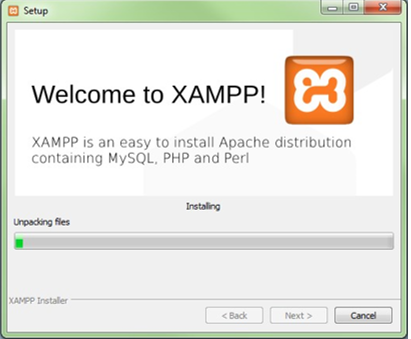 Setup
Welcome to XAMPP!
XAMPP is an easy to install Apache distribution
containing MySQL, PHP and Perl
Installing
Unpacking files
XAMPP Installer
< Back
Next >
Cancel